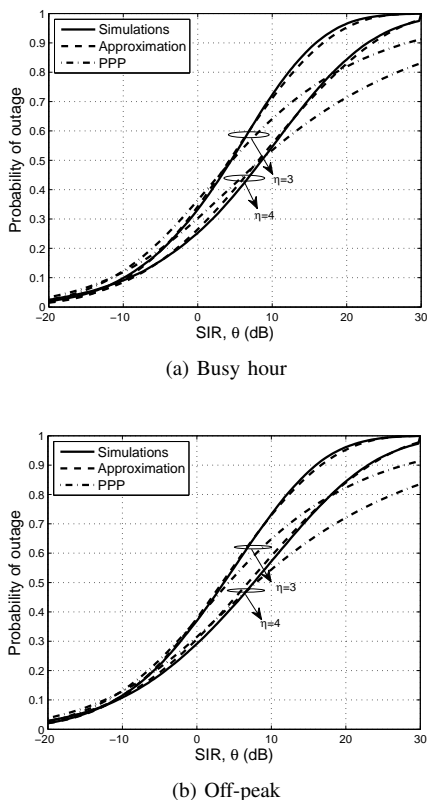 1
0.9
0.8
0.7
0.6
0.5
0.4
0.3
0.2
0.1
0
Probability of outage
Simulations
Approximation
PPP
η=3
η=4
−20 −10 0 10 20 30
SIR, θ (dB)
(a) Busy hour
1
0.9
0.8
0.7
0.6
0.5
0.4
0.3
0.2
0.1
0
Probability of outage
Simulations
Approximation
PPP
η=3
η=4
−20 −10 0 10 20 30
SIR, θ (dB)
(b) Off-peak